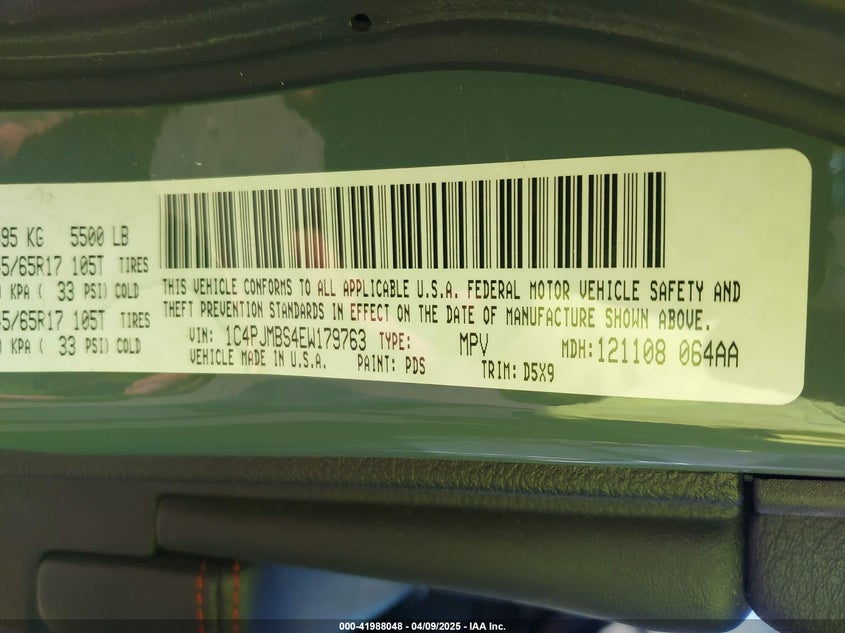 95 KG 5500 LB
5/65R17 105T TIRES
KPA ( 33 PSI) COLD
5/65R17 105T TIRES
KPA ( 33 PSI) COLD
THIS VEHICLE CONFORMS TO ALL APPLICABLE U.S.A. FEDERAL MOTOR VEHICLE SAFETY AND
THEFT PREVENTION STANDARDS IN EFFECT ON THE DATE OF MANUFACTURE SHOWN ABOVE.
VIN: 1C4PJMBS4EW179763 TYPE: MPV MDH: 121108 064AA
VEHICLE MADE IN U.S.A. PAINT: PDS TRIM: D5X9
000-41988048 - 04/09/2025 - IAA Inc.